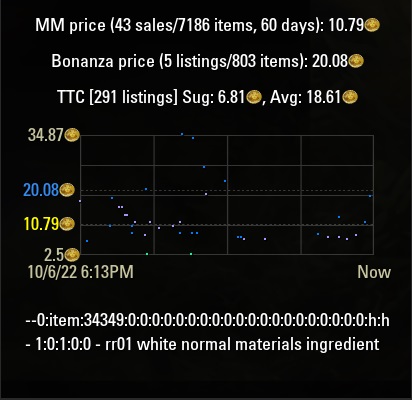 MM price (43 sales/7186 items, 60 days): 10.79
Bonanza price (5 listings/803 items): 20.08
TTC [291 listings] Sug: 6.81, Avg: 18.61
34.87
20.08
10.79
2.5
10/6/22 6:13PM Now
--0:item:34349:0:0:0:0:0:0:0:0:0:0:0:0:0:0:0:0:0:0:0:h:h
- 1:0:1:0:0 - rr01 white normal materials ingredient